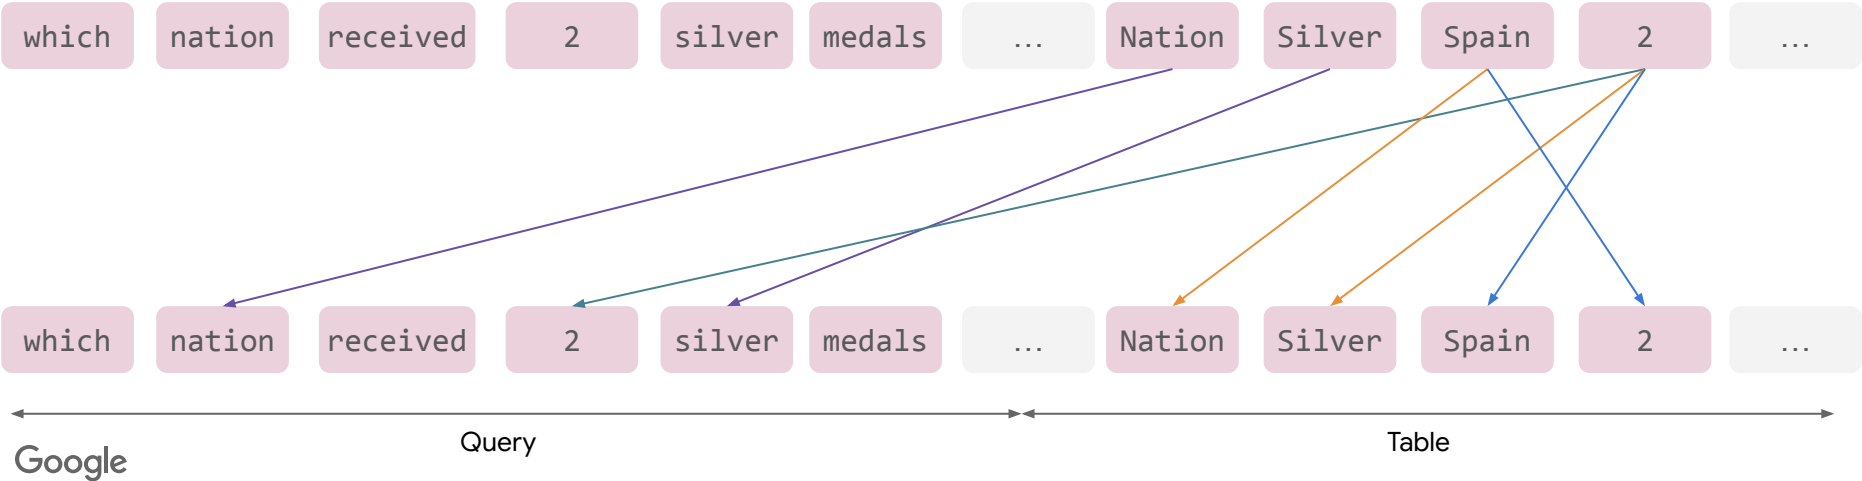 which nation received 2 silver medals ... Nation Silver Spain 2 ...
which nation received 2 silver medals ... Nation Silver Spain 2 ...
Query Table
Google